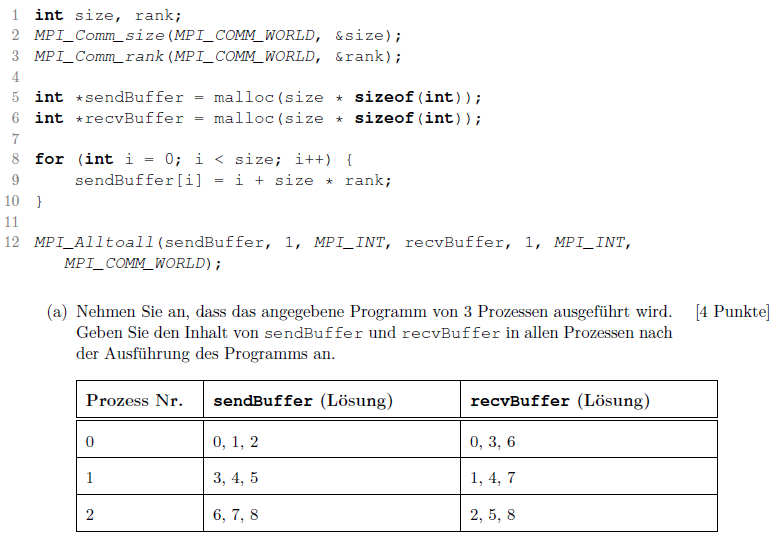 1 int size, rank;
2 MPI_Comm_size(MPI_COMM_WORLD, &size);
3 MPI_Comm_rank(MPI_COMM_WORLD, &rank);
4
5 int *sendBuffer = malloc(size * sizeof(int));
6 int *recvBuffer = malloc(size * sizeof(int));
7
8 for (int i = 0; i < size; i++) {
9     sendBuffer[i] = i + size * rank;
10 }
11
12 MPI_Alltoall(sendBuffer, 1, MPI_INT, recvBuffer, 1, MPI_INT,
MPI_COMM_WORLD);
(a) Nehmen Sie an, dass das angegebene Programm von 3 Prozessen ausgeführt wird. [4 Punkte]
Geben Sie den Inhalt von sendBuffer und recvBuffer in allen Prozessen nach
der Ausführung des Programms an.
Prozess Nr. sendBuffer (Lösung) recvBuffer (Lösung)
0 0, 1, 2 0, 3, 6
1 3, 4, 5 1, 4, 7
2 6, 7, 8 2, 5, 8